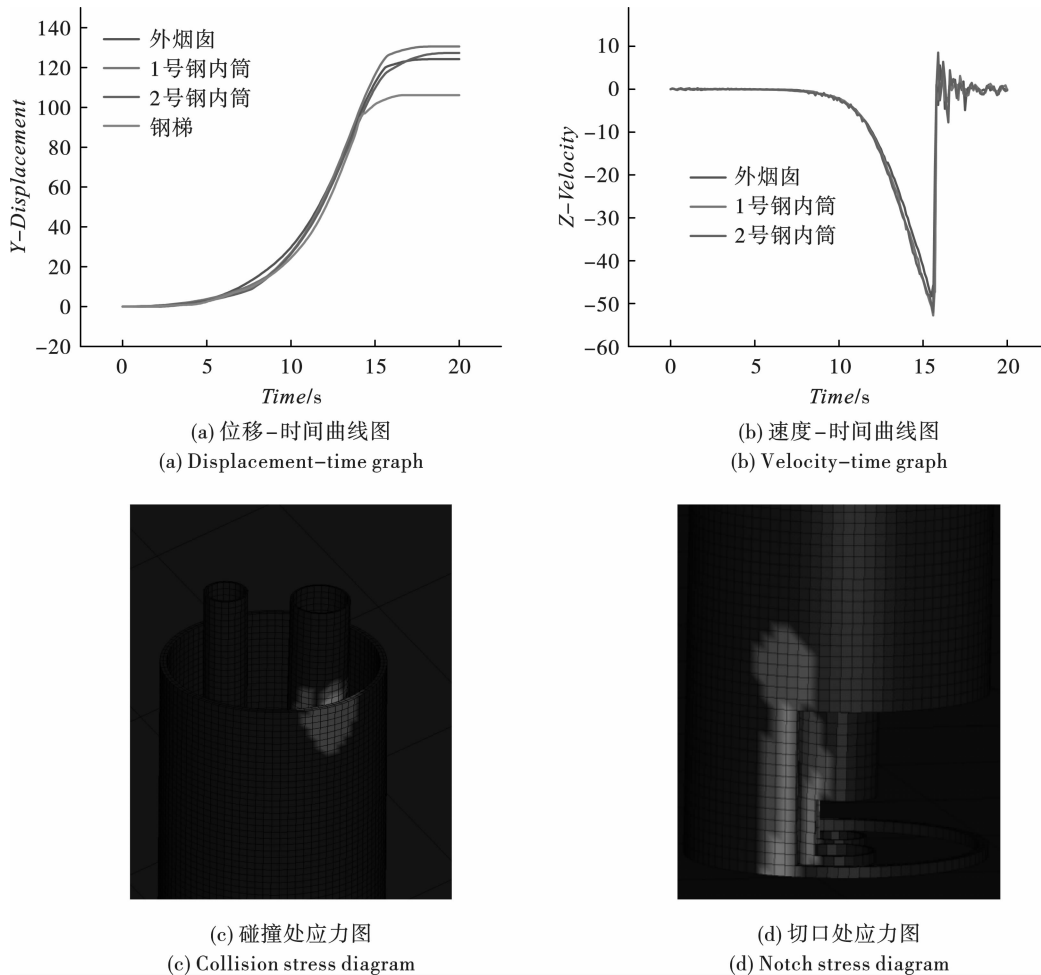 140
120
100
80
60
40
20
0
-20
Y-Displacement
外烟囱
1号钢内筒
2号钢内筒
钢梯
0 5 10 15 20
Time/s
(a) 位移-时间曲线图
(a) Displacement-time graph
10
0
-10
-20
-30
-40
-50
-60
Z-Velocity
外烟囱
1号钢内筒
2号钢内筒
0 5 10 15 20
Time/s
(b) 速度-时间曲线图
(b) Velocity-time graph
(c) 碰撞处应力图
(c) Collision stress diagram
(d) 切口处应力图
(d) Notch stress diagram